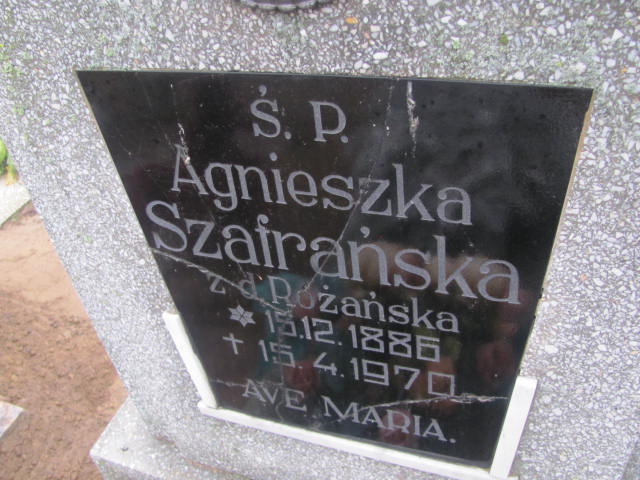 Ś. P.
Agnieszka
Szafrańska
z d. Rożańska
✶ 15.12.1886
✝ 15 4.1970
AVE MARIA.